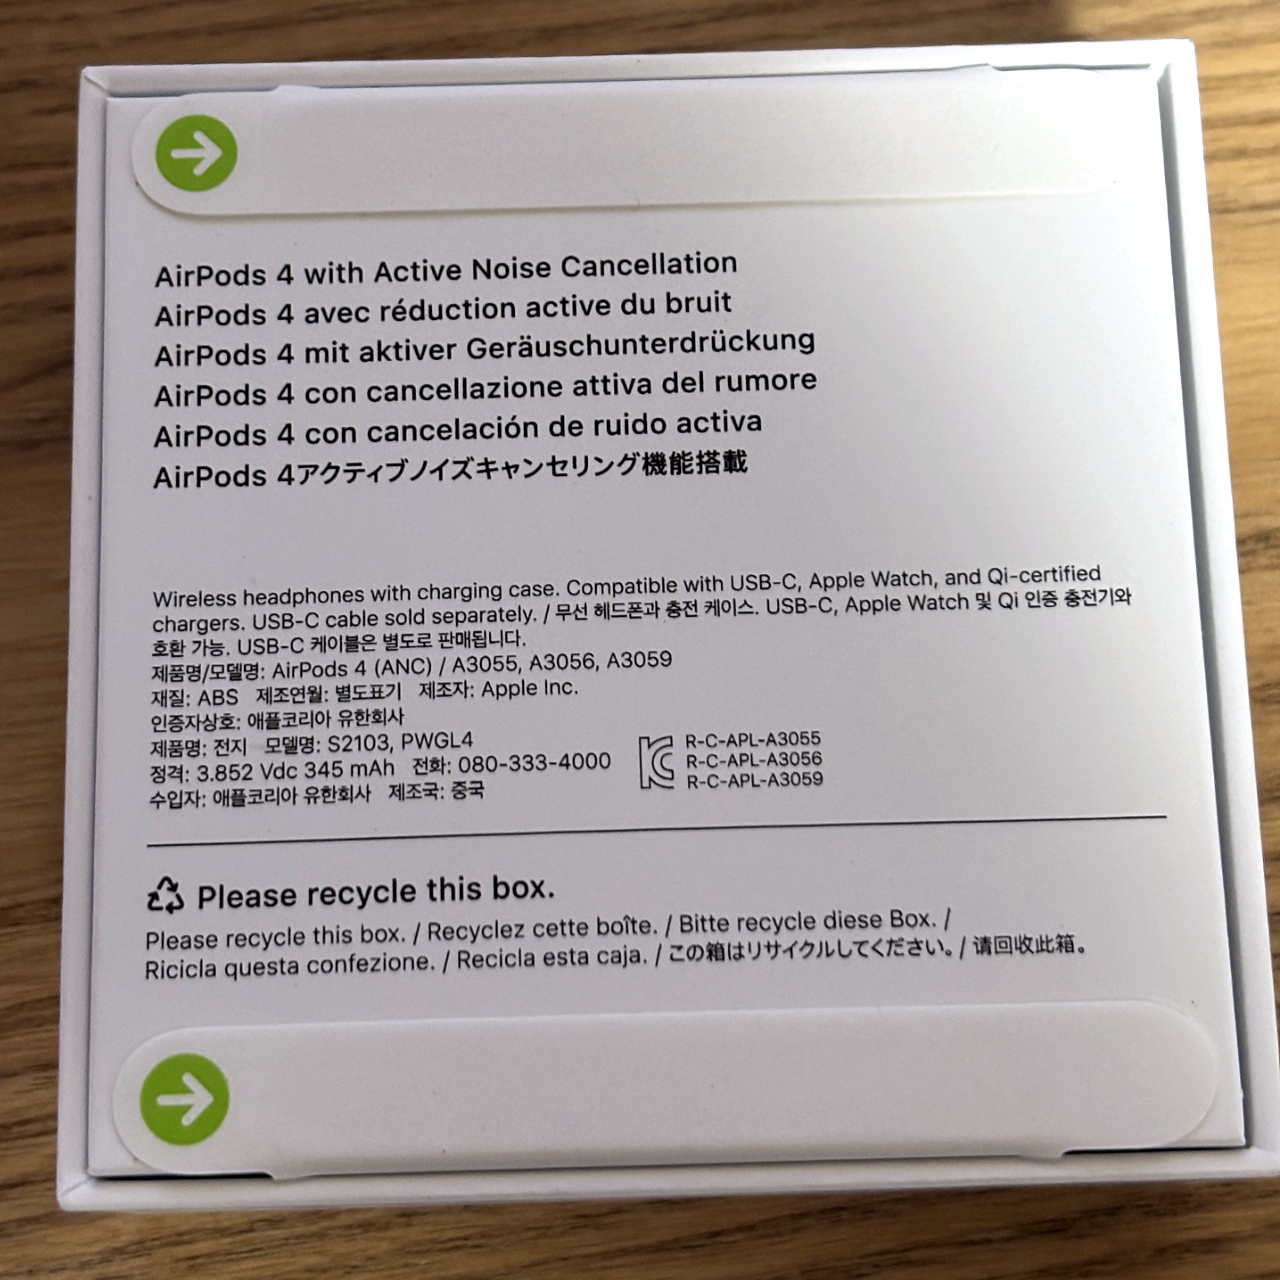 AirPods 4 with Active Noise Cancellation
AirPods 4 avec réduction active du bruit
AirPods 4 mit aktiver Geräuschunterdrückung
AirPods 4 con cancellazione attiva del rumore
AirPods 4 con cancelación de ruido activa
AirPods 4アクティブノイズキャンセリング機能搭載
Wireless headphones with charging case. Compatible with USB-C, Apple Watch, and Qi-certified
chargers. USB-C cable sold separately. / 무선 헤드폰과 충전 케이스. USB-C, Apple Watch 및 Qi 인증 충전기와
호환 가능. USB-C 케이블은 별도로 판매됩니다.
제품명/모델명: AirPods 4 (ANC) / A3055, A3056, A3059
재질: ABS 제조연월: 별도표기 제조자: Apple Inc.
인증자상호: 애플코리아 유한회사
제품명: 전지 모델명: S2103, PWGL4
정격: 3.852 Vdc 345 mAh 전화: 080-333-4000
수입자: 애플코리아 유한회사 제조국: 중국
R-C-APL-A3055
R-C-APL-A3056
R-C-APL-A3059
Please recycle this box.
Please recycle this box. / Recyclez cette boîte. / Bitte recycle diese Box. /
Ricicla questa confezione. / Recicla esta caja. / この箱はリサイクルしてください。/ 请回收此箱。